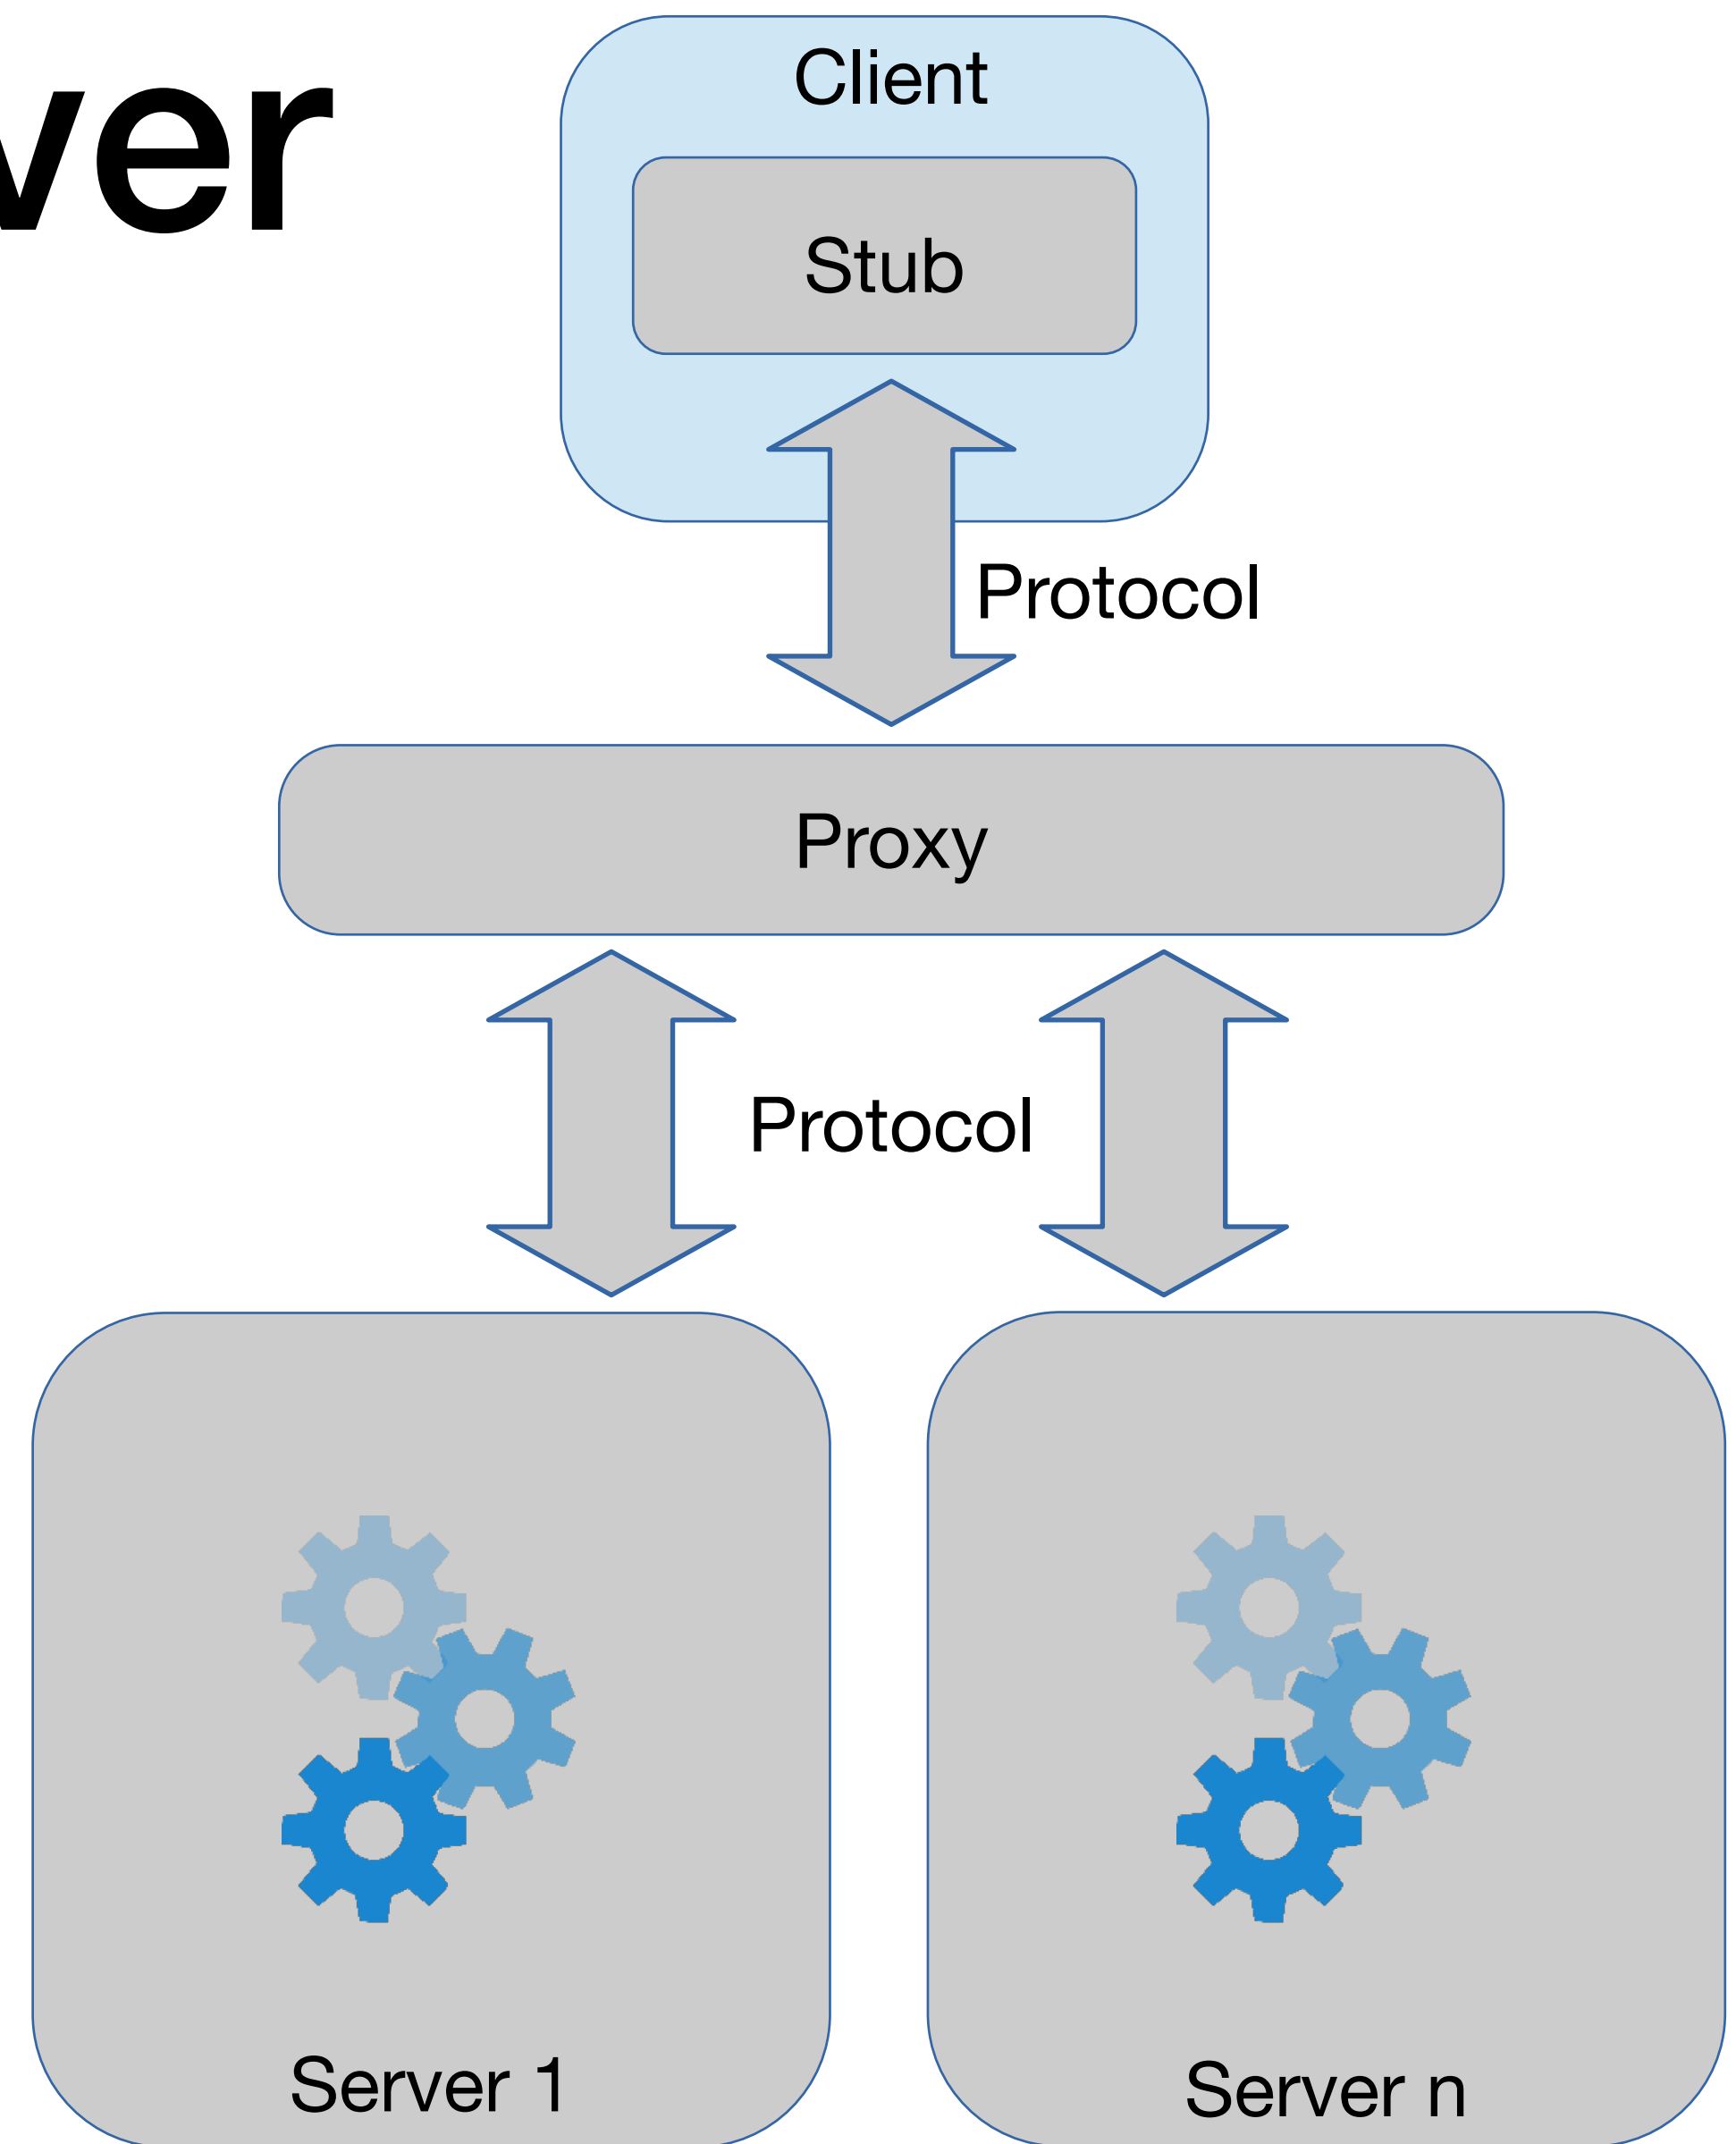 ver
Client
Stub
Protocol
Proxy
Protocol
Server 1
Server n